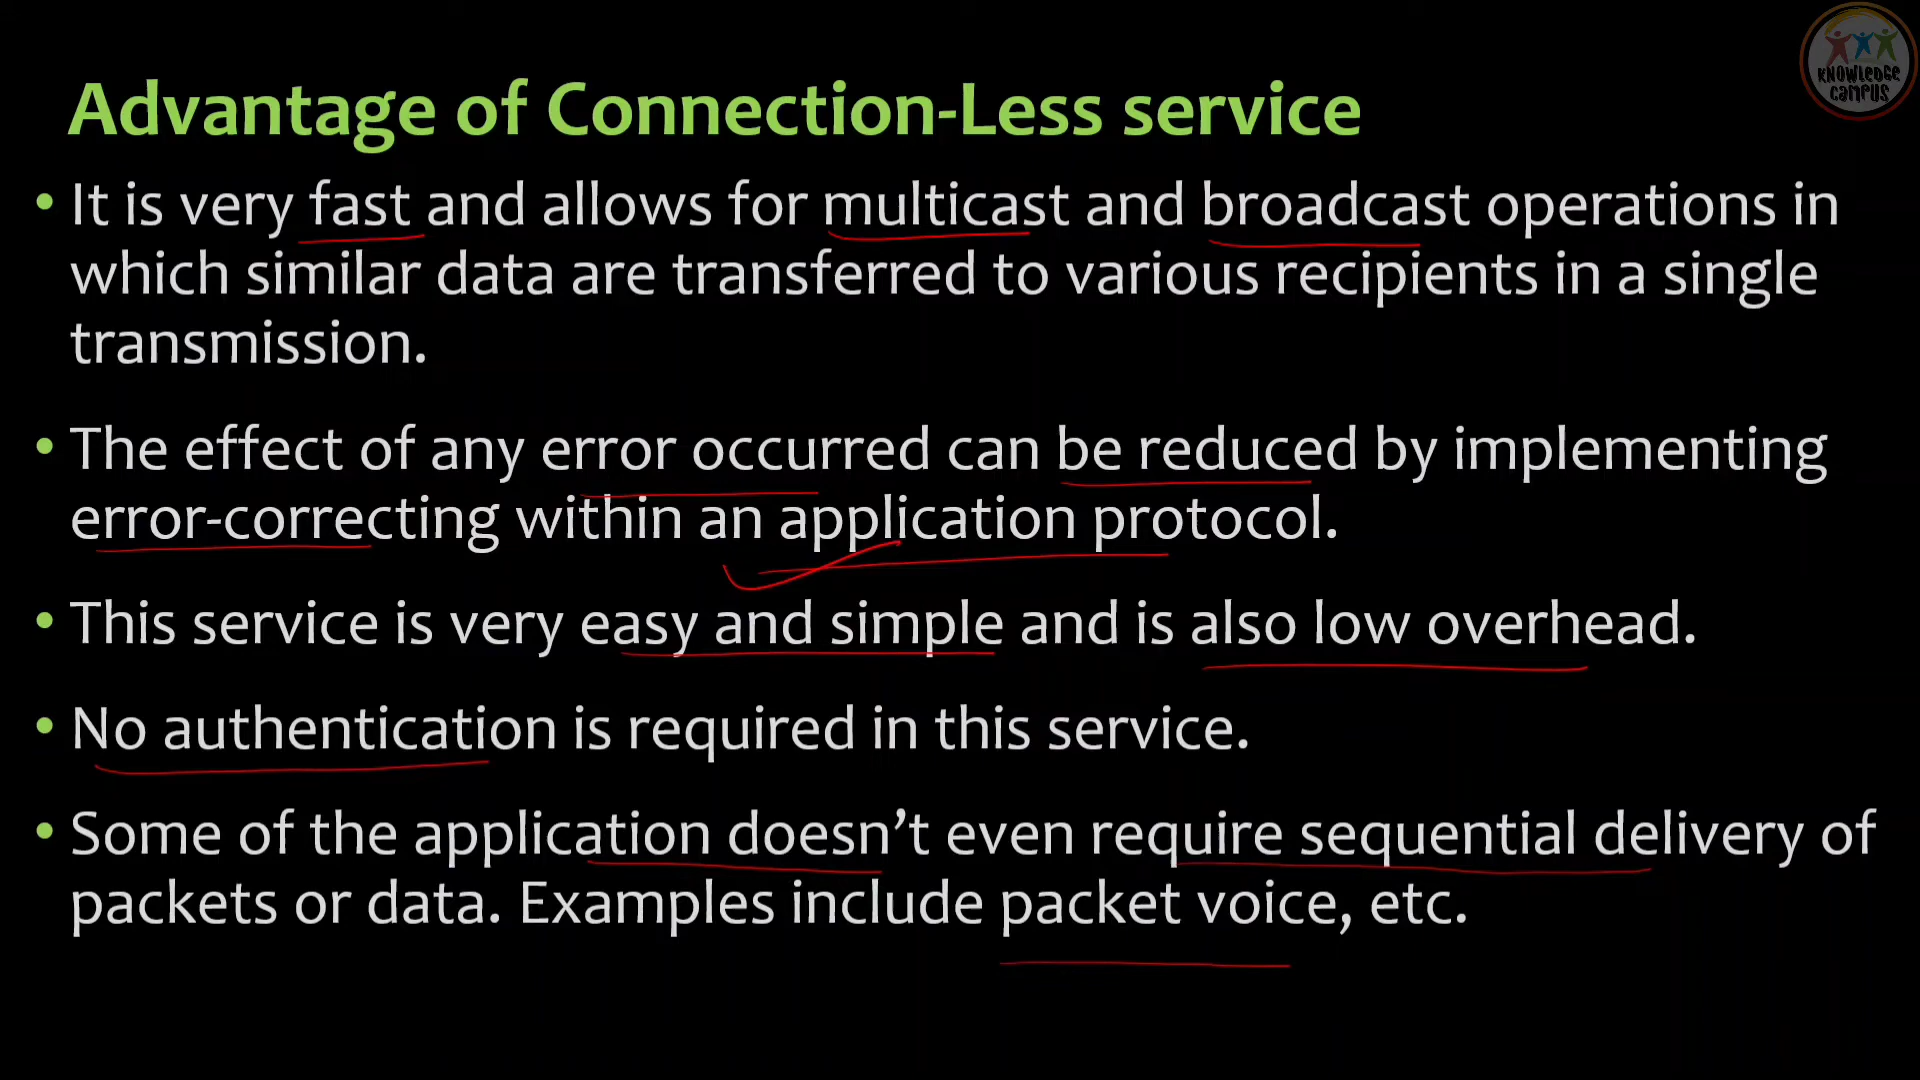 KNOWLEDGE
CAMPUS
Advantage of Connection-Less service
• It is very fast and allows for multicast and broadcast operations in
which similar data are transferred to various recipients in a single
transmission.
• The effect of any error occurred can be reduced by implementing
error-correcting within an application protocol.
• This service is very easy and simple and is also low overhead.
• No authentication is required in this service.
• Some of the application doesn't even require sequential delivery of
packets or data. Examples include packet voice, etc.